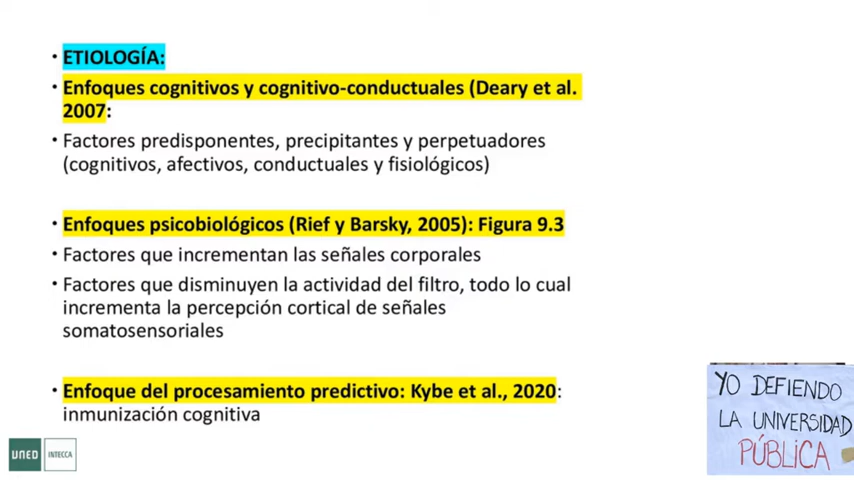 • ETIOLOGÍA:
• Enfoques cognitivos y cognitivo-conductuales (Deary et al.
2007:
• Factores predisponentes, precipitantes y perpetuadores
(cognitivos, afectivos, conductuales y fisiológicos)
• Enfoques psicobiológicos (Rief y Barsky, 2005): Figura 9.3
• Factores que incrementan las señales corporales
• Factores que disminuyen la actividad del filtro, todo lo cual
incrementa la percepción cortical de señales
somatosensoriales
• Enfoque del procesamiento predictivo: Kybe et al., 2020:
inmunización cognitiva
UNED INTECCA
YO DEFIENDO
LA UNIVERSIDAD
PÚBLICA